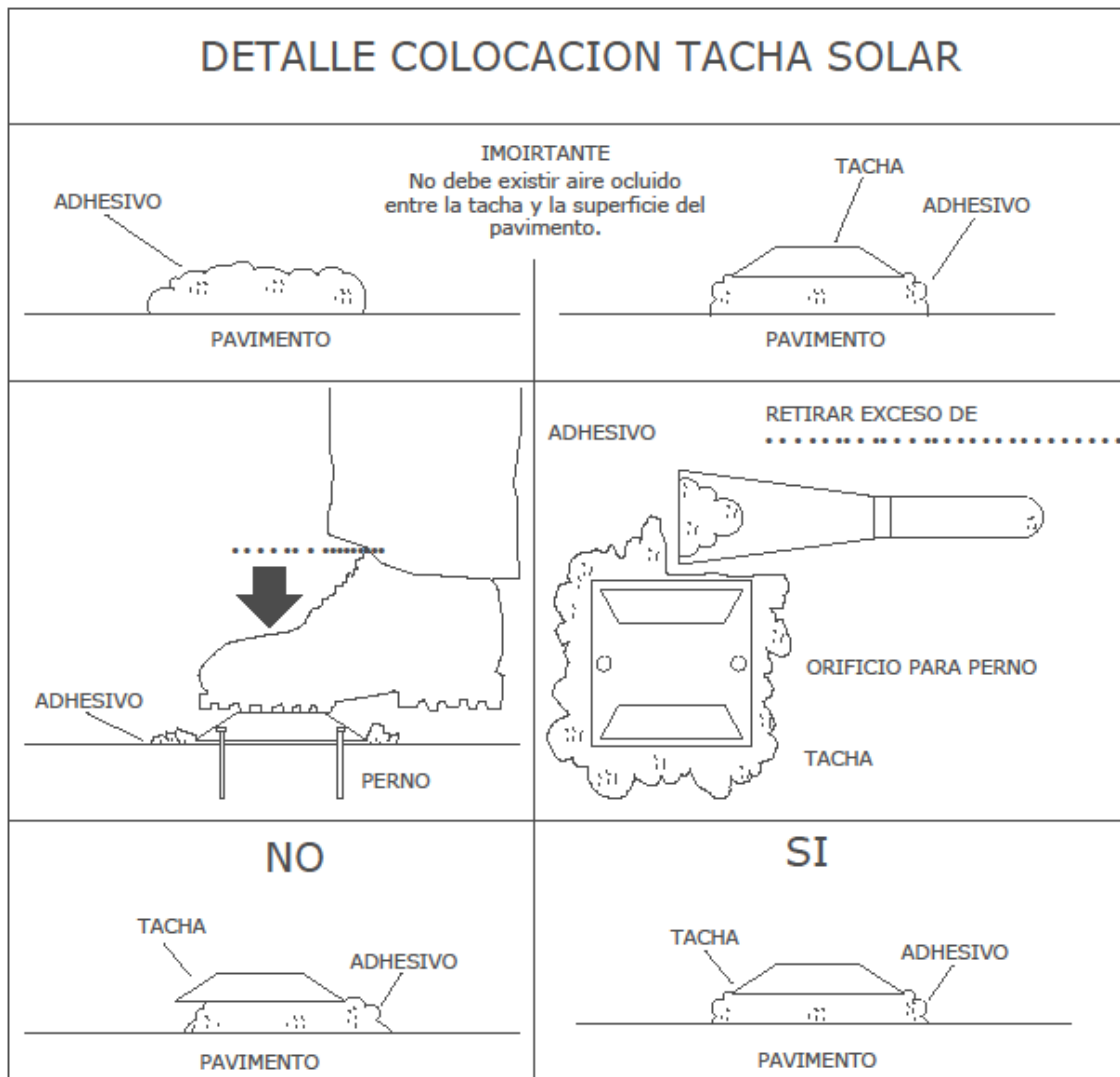 DETALLE COLOCACION TACHA SOLAR
ADHESIVO
IMOIRTANTE
No debe existir aire ocluido
entre la tacha y la superficie del
pavimento.
TACHA
ADHESIVO
PAVIMENTO
PAVIMENTO
ADHESIVO
PERNO
RETIRAR EXCESO DE
ADHESIVO
ORIFICIO PARA PERNO
TACHA
NO
TACHA
ADHESIVO
PAVIMENTO
SI
TACHA
ADHESIVO
PAVIMENTO